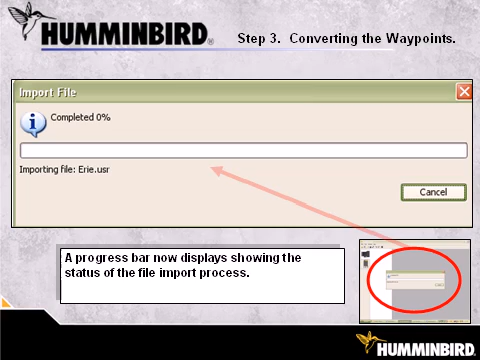 HUMMINBIRD®
Step 3. Converting the Waypoints.
Import File
Completed 0%
Importing file: Erie.usr
Cancel
A progress bar now displays showing the
status of the file import process.
HUMMINBIRD